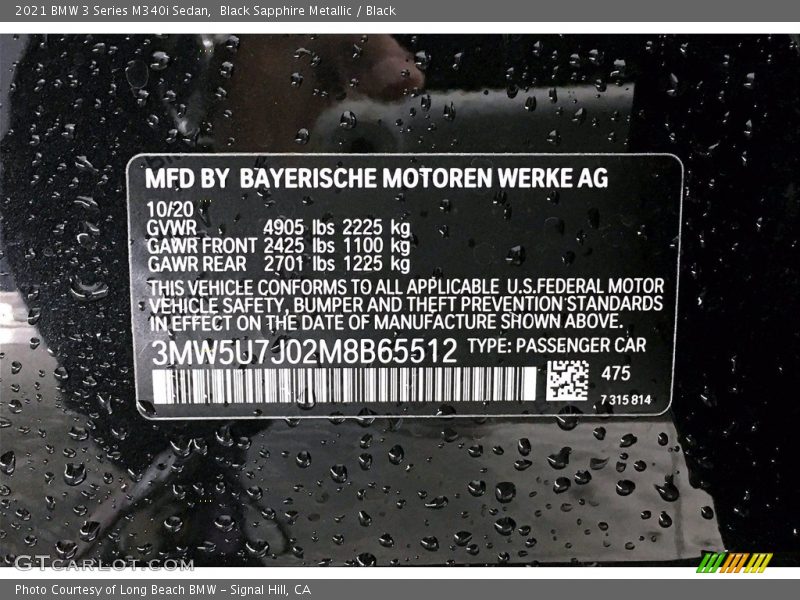 2021 BMW 3 Series M340i Sedan,  Black Sapphire Metallic / Black
MFD BY BAYERISCHE MOTOREN WERKE AG
10/20
GVWR 4905 lbs 2225 kg
GAWR FRONT 2425 lbs 1100 kg
GAWR REAR 2701 lbs 1225 kg
THIS VEHICLE CONFORMS TO ALL APPLICABLE U.S.FEDERAL MOTOR
VEHICLE SAFETY, BUMPER AND THEFT PREVENTION STANDARDS
IN EFFECT ON THE DATE OF MANUFACTURE SHOWN ABOVE.
3MW5U7J02M8B65512 TYPE: PASSENGER CAR
475
7 315 814
GTCARLOT.COM
Photo Courtesy of Long Beach BMW - Signal Hill, CA